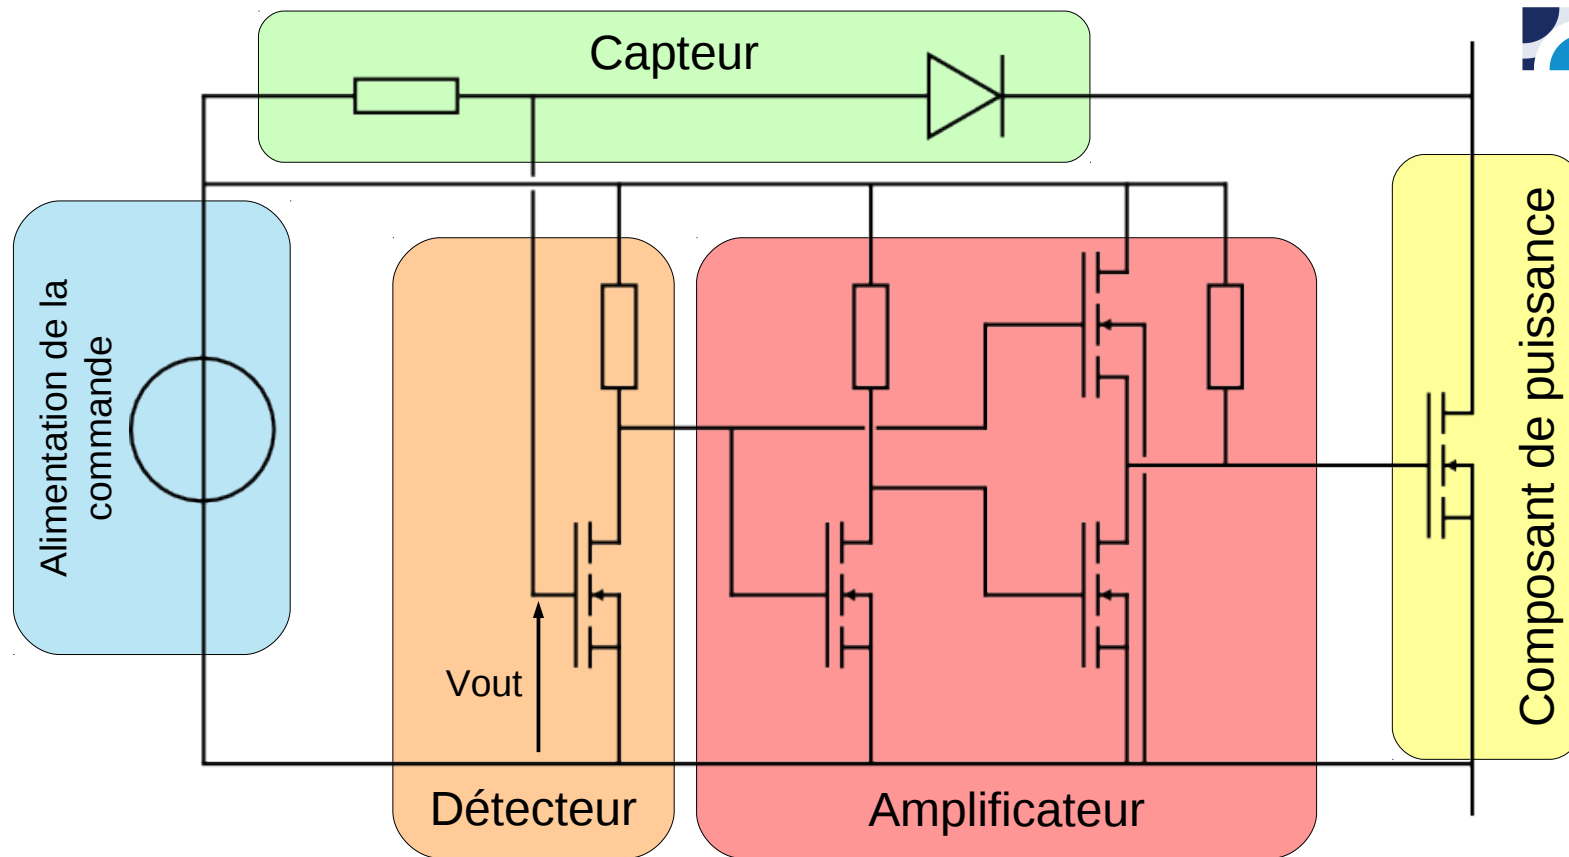 Capteur
Alimentation de la
commande
Composant de puissance
Vout
Détecteur
Amplificateur